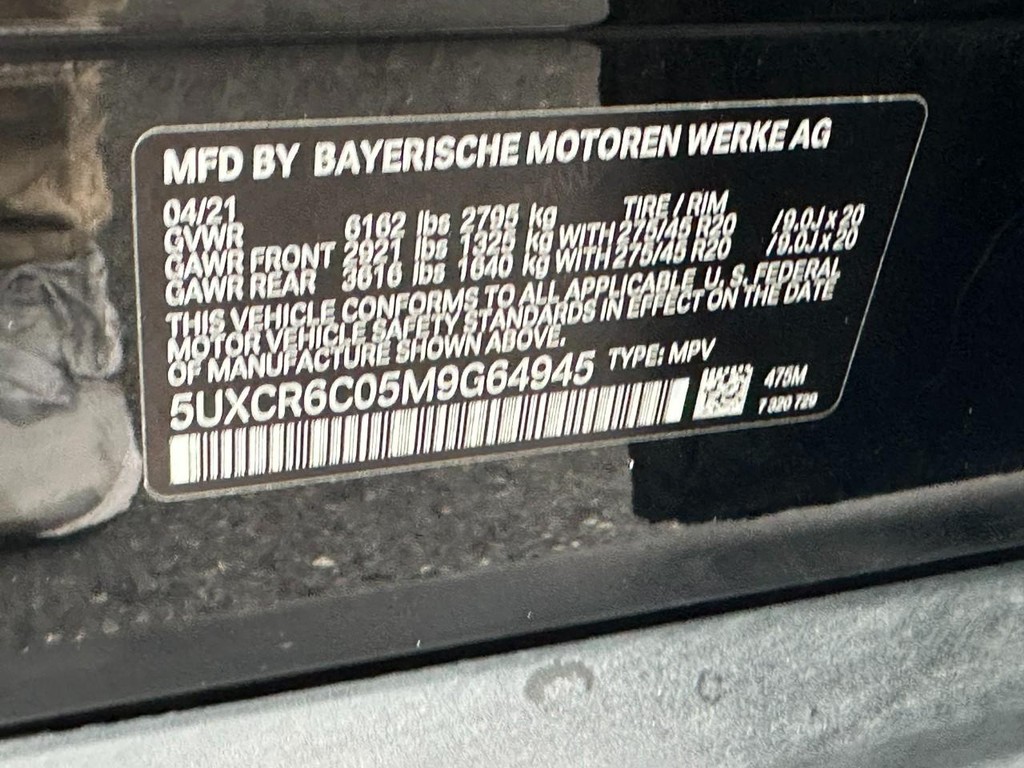 MFD BY BAYERISCHE MOTOREN WERKE AG
04/21 TIRE / RIM
GVWR 6162 lbs 2795 kg
GAWR FRONT 2921 lbs 1325 kg WITH 275/45 R20 / 9.0J x 20
GAWR REAR 3616 lbs 1640 kg WITH 275/45 R20 / 9.0J x 20
THIS VEHICLE CONFORMS TO ALL APPLICABLE U. S. FEDERAL
MOTOR VEHICLE SAFETY STANDARDS IN EFFECT ON THE DATE
OF MANUFACTURE SHOWN ABOVE.
5UXCR6C05M9G64945 TYPE: MPV
475M
7 320 729